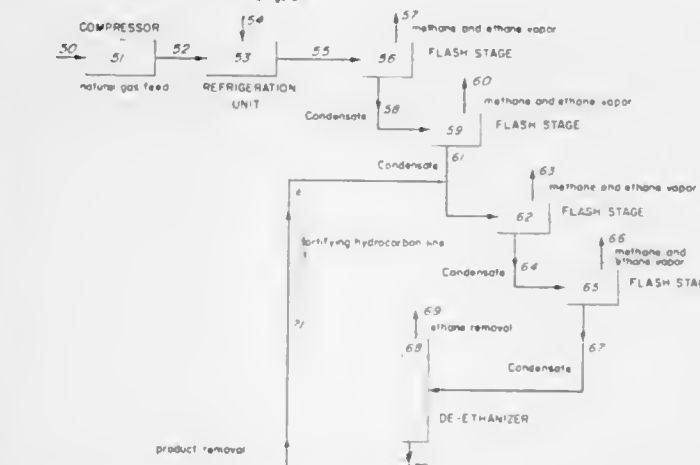 54
57
COMPRESSOR
methane and ethane vapor
50
51
52
53
55
56
FLASH STAGE
natural gas feed
REFRIGERATION
UNIT
60
58
methane and ethane vapor
Condensate
59
FLASH STAGE
61
Condensate
63
methane and ethane vapor
62
FLASH STAGE
66
fortifying hydrocarbon line
methane and
ethane vapor
64
Condensate
65
FLASH STA
69
71
ethane removal
68
67
Condensate
DE-ETHANIZER
product removal